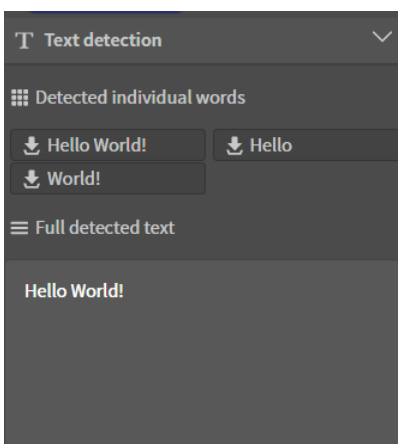 Text detection
Detected individual words
Hello World! Hello
World!
Full detected text
Hello World!